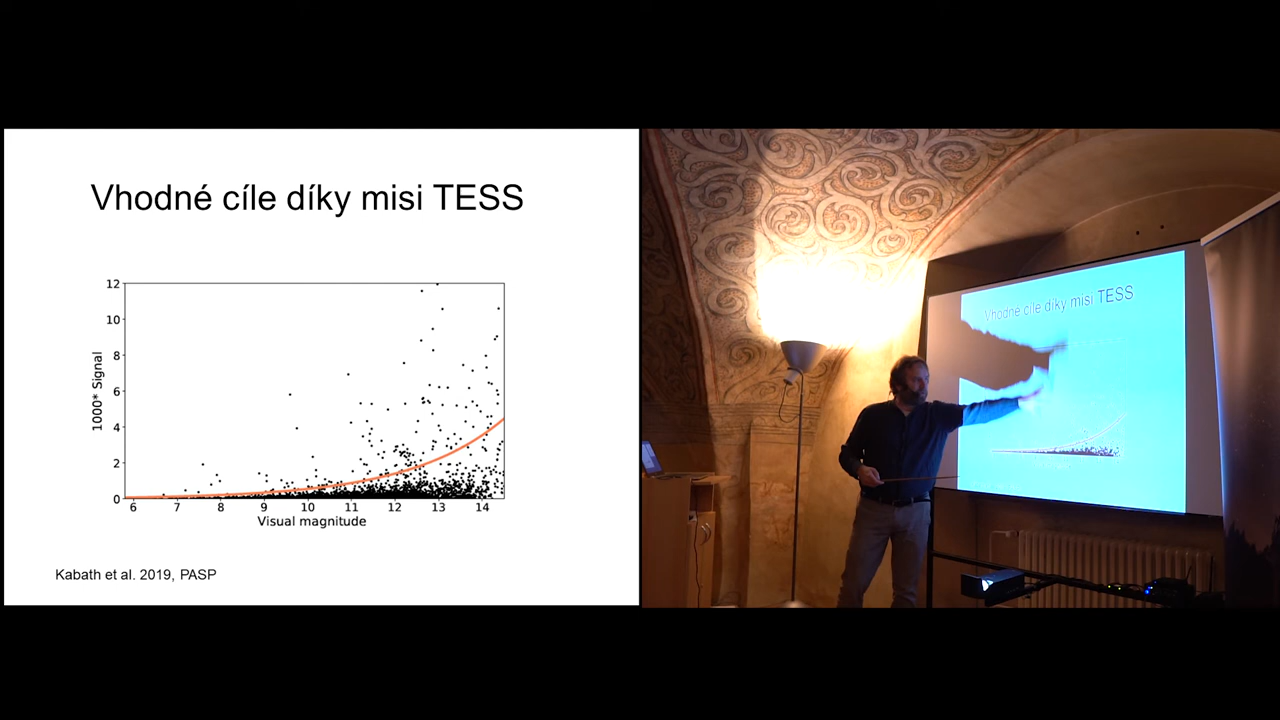 Vhodné cíle díky misi TESS
12
10
8
6
4
2
0
1000* Signal
6 7 8 9 10 11 12 13 14
Visual magnitude
Kabath et al. 2019, PASP
Vhodné cíle díky misi TESS